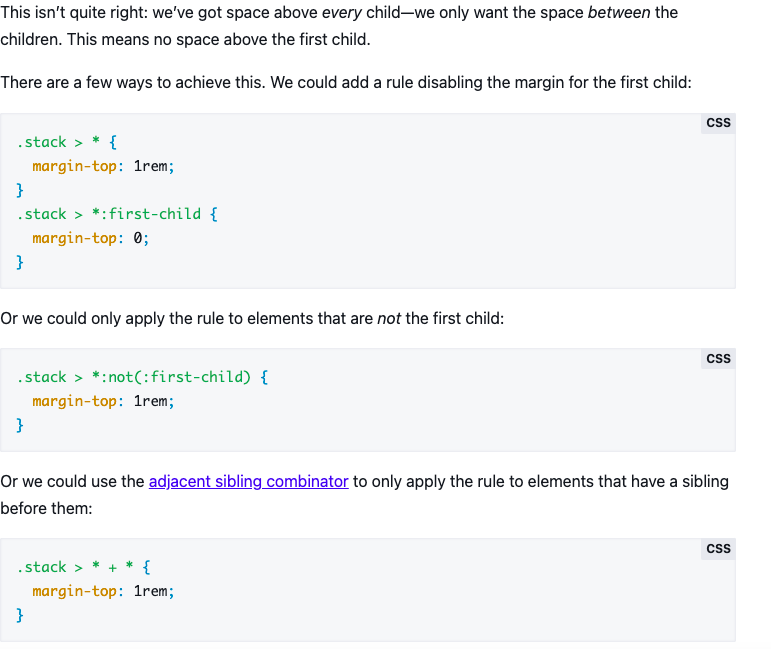 This isn’t quite right: we’ve got space above every child—we only want the space between the
children. This means no space above the first child.
There are a few ways to achieve this. We could add a rule disabling the margin for the first child:
CSS
.stack > * {
  margin-top: 1rem;
}
.stack > *:first-child {
  margin-top: 0;
}
Or we could only apply the rule to elements that are not the first child:
CSS
.stack > *:not(:first-child) {
  margin-top: 1rem;
}
Or we could use the adjacent sibling combinator to only apply the rule to elements that have a sibling
before them:
CSS
.stack > * + * {
  margin-top: 1rem;
}